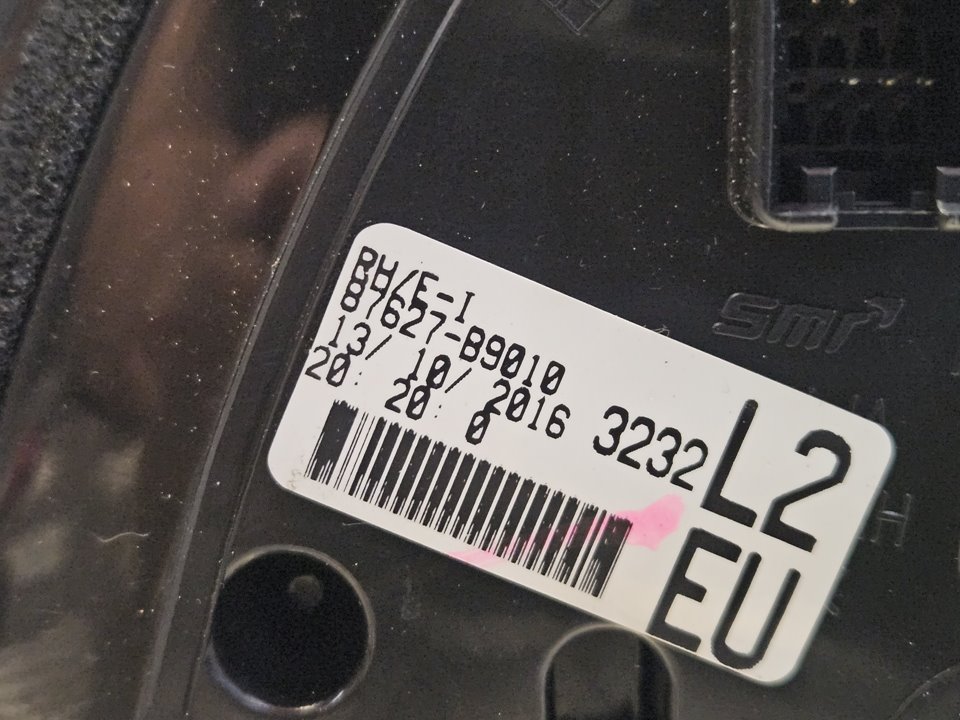 RH/E-I
87627-B9010
13/ 10/ 2016
20: 20: 0
3232
L2
EU
smr
H